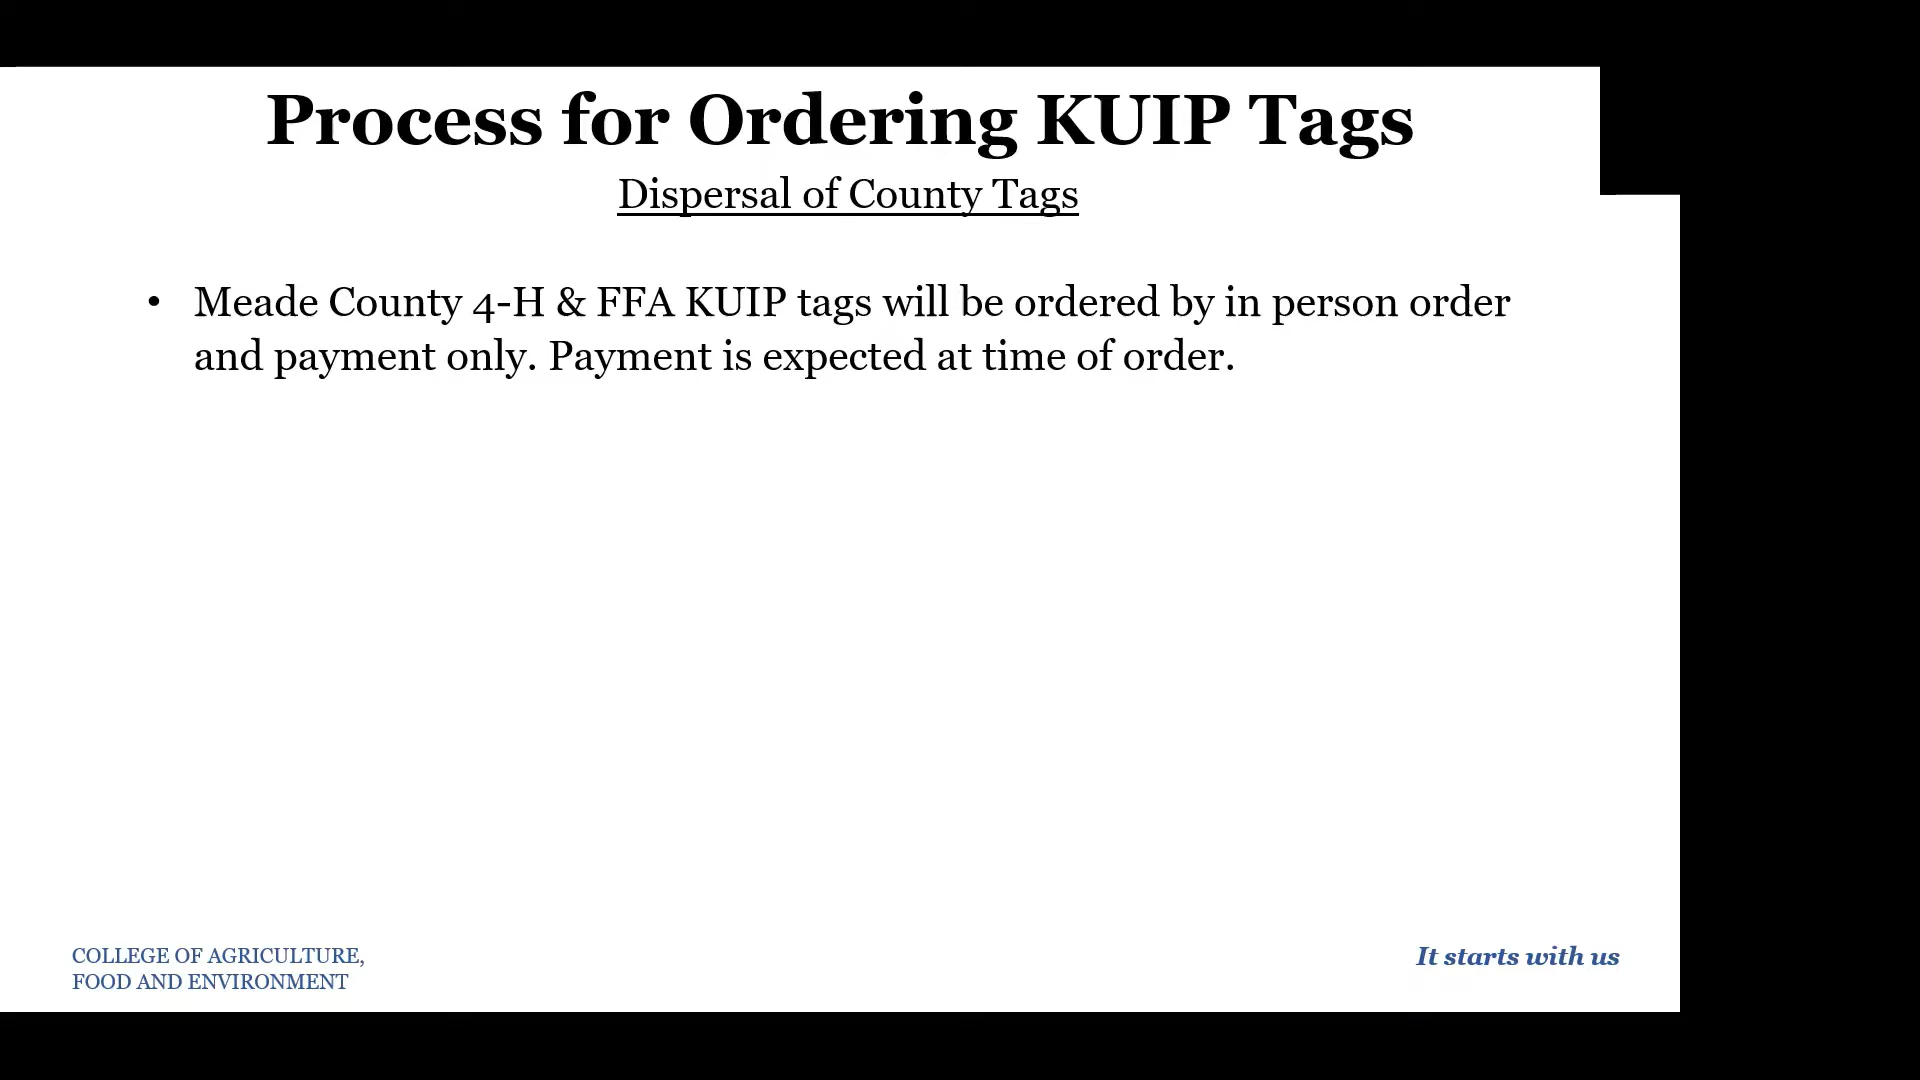 Process for Ordering KUIP Tags
Dispersal of County Tags
• Meade County 4-H & FFA KUIP tags will be ordered by in person order
and payment only. Payment is expected at time of order.
COLLEGE OF AGRICULTURE,
FOOD AND ENVIRONMENT
It starts with us